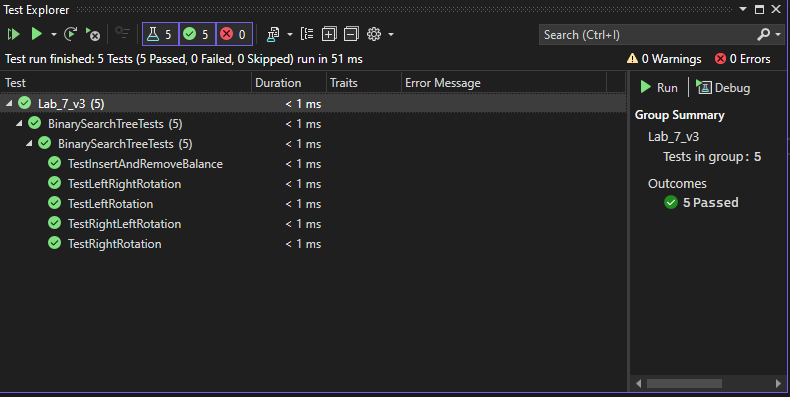 Test Explorer
5 5 0 Search (Ctrl+I)
Test run finished: 5 Tests (5 Passed, 0 Failed, 0 Skipped) run in 51 ms 0 Warnings 0 Errors
Test Duration Traits Error Message
Lab_7_v3 (5) < 1 ms
BinarySearchTreeTests (5) < 1 ms
BinarySearchTreeTests (5) < 1 ms
TestInsertAndRemoveBalance < 1 ms
TestLeftRightRotation < 1 ms
TestLeftRotation < 1 ms
TestRightLeftRotation < 1 ms
TestRightRotation < 1 ms
Run Debug
Group Summary
Lab_7_v3
Tests in group: 5
Outcomes
5 Passed